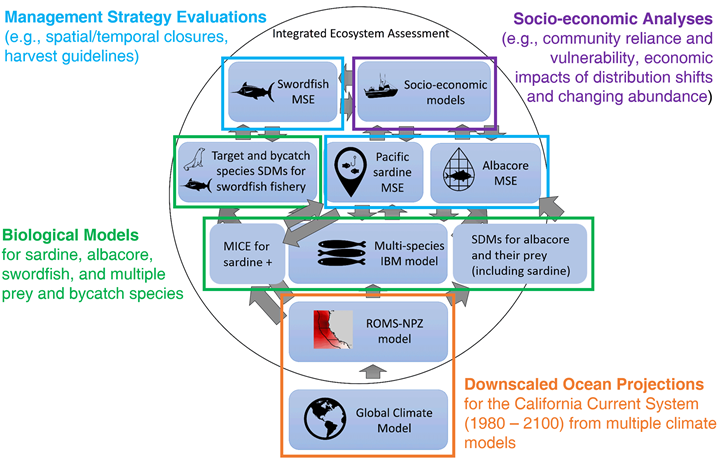 Management Strategy Evaluations
(e.g., spatial/temporal closures,
harvest guidelines)
Socio-economic Analyses
(e.g., community reliance and
vulnerability, economic
impacts of distribution shifts
and changing abundance)
Integrated Ecosystem Assessment
Swordfish
MSE
Socio-economic
models
Target and bycatch
species SDMs for
swordfish fishery
Pacific
sardine
MSE
Albacore
MSE
Biological Models
for sardine, albacore,
swordfish, and multiple
prey and bycatch species
MICE for
sardine +
Multi-species
IBM model
SDMs for albacore
and their prey
(including sardine)
ROMS-NPZ
model
Global Climate
Model
Downscaled Ocean Projections
for the California Current System
(1980 – 2100) from multiple climate
models